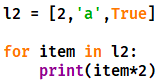 l2 = [2,'a',True]
for item in l2:
    print(item*2)